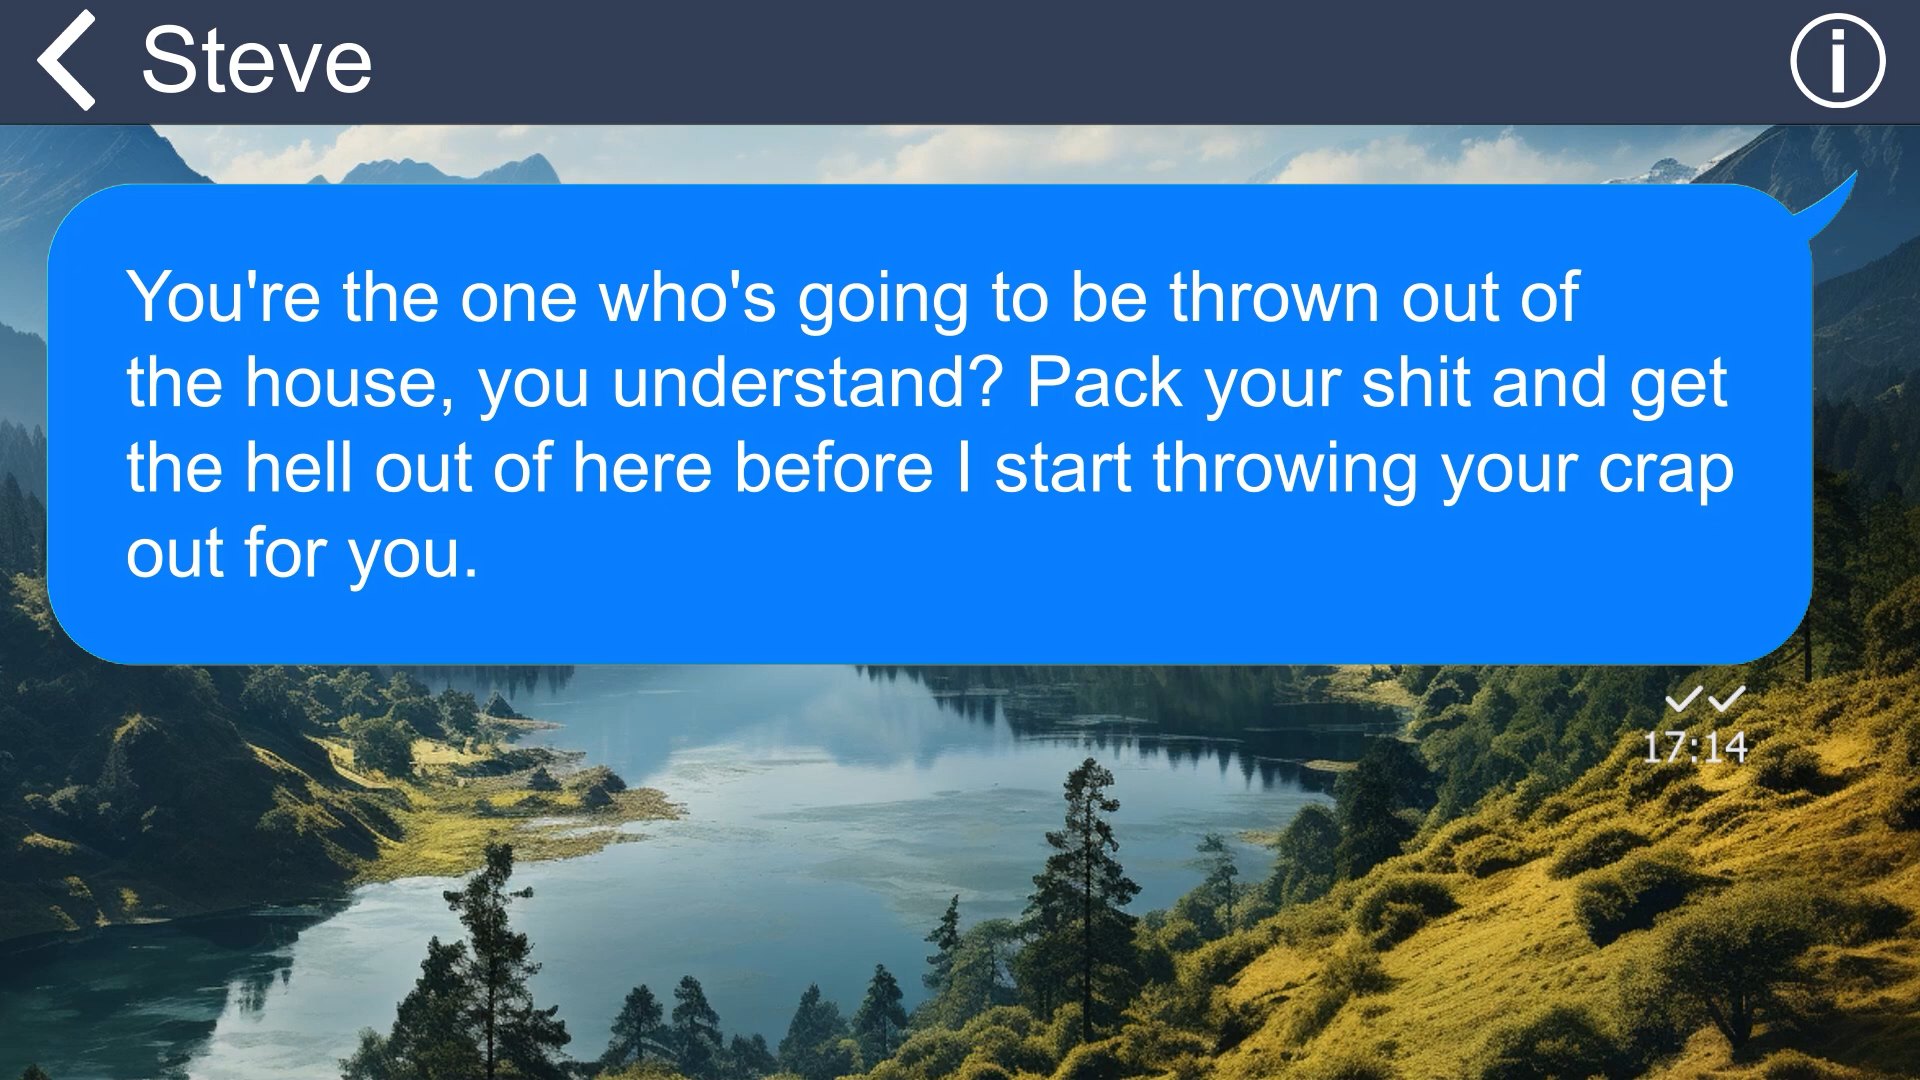 Steve
You're the one who's going to be thrown out of
the house, you understand? Pack your shit and get
the hell out of here before I start throwing your crap
out for you.
17:14